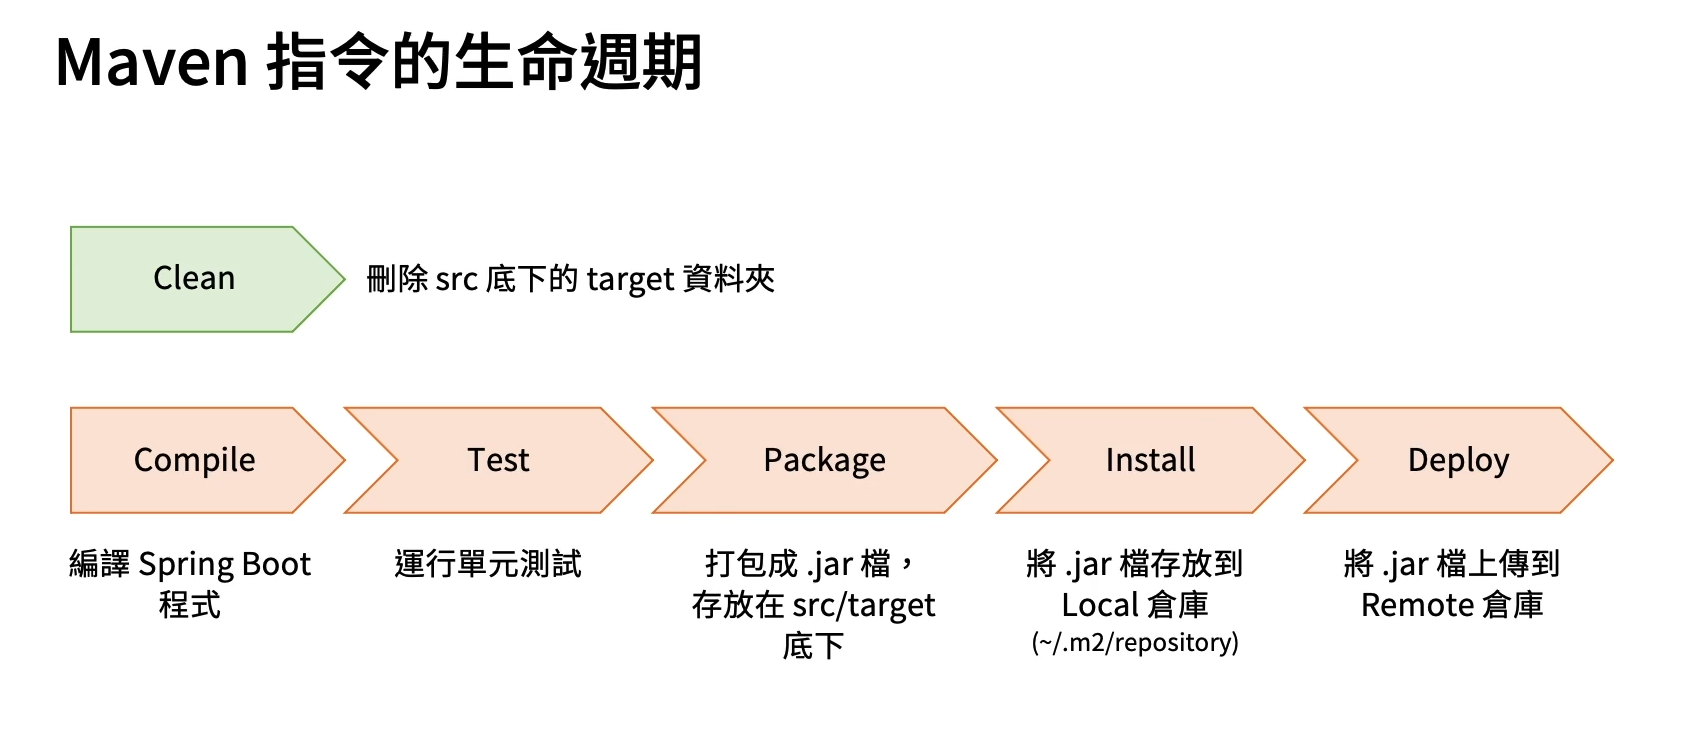 Maven 指令的生命週期
Clean
刪除 src 底下的 target 資料夾
Compile
Test
Package
Install
Deploy
編譯 Spring Boot
程式
運行單元測試
打包成 .jar 檔，
存放在 src/target
底下
將 .jar 檔存放到
Local 倉庫
(~/.m2/repository)
將 .jar 檔上傳到
Remote 倉庫